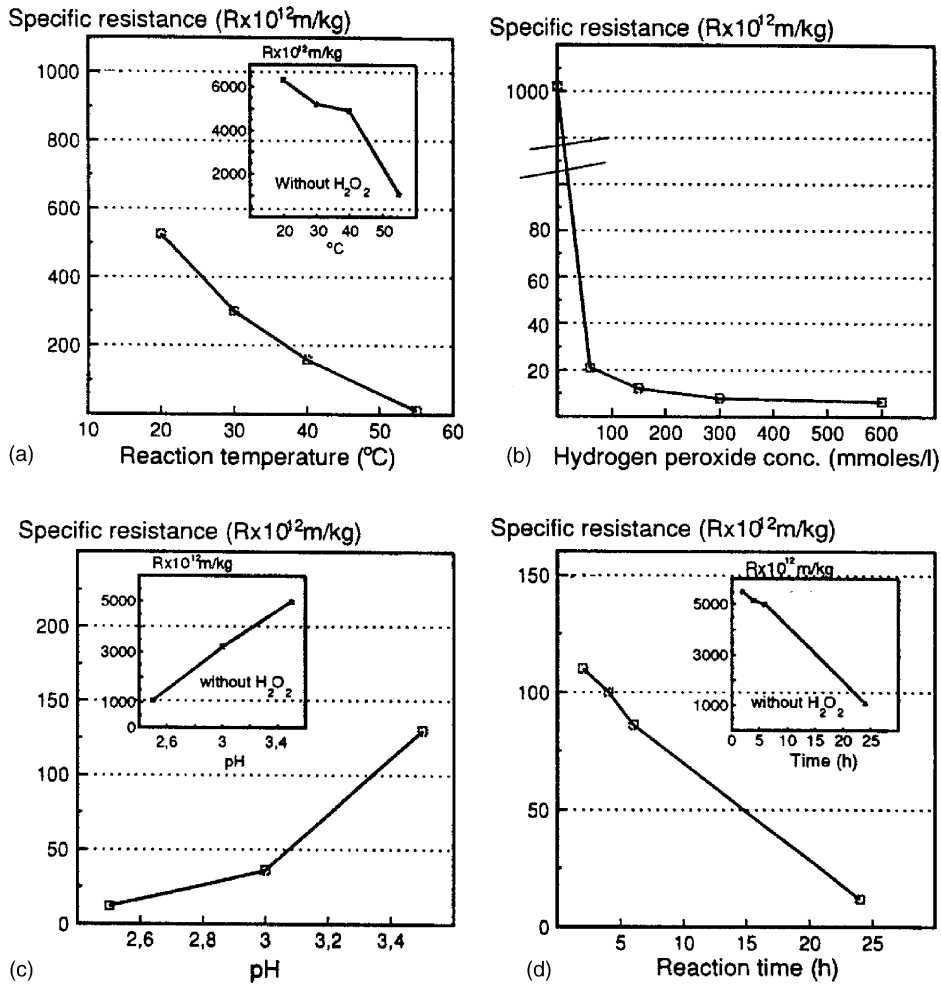 Specific resistance (Rx10¹²m/kg)
Rx10¹²m/kg
1000
800
600
400
200
6000
4000
2000
Without H₂O₂
20 30 40 50
ºC
10 20 30 40 50 60
(a) Reaction temperature (ºC)
Specific resistance (Rx10¹²m/kg)
1000
100
60
20
100 200 300 400 500 600
(b) Hydrogen peroxide conc. (mmoles/l)
Specific resistance (Rx10¹²m/kg)
Rx10¹²m/kg
200
150
100
50
0
5000
3000
1000
0
without H₂O₂
2,6 3 3,4
pH
2,6 3 3,2 3,4
(c) pH
Specific resistance (Rx10¹²m/kg)
Rx10¹²m/kg
150
100
50
0
5000
3000
1000
without H₂O₂
0 5 10 15 20 25
Time (h)
5 10 15 20 25
(d) Reaction time (h)